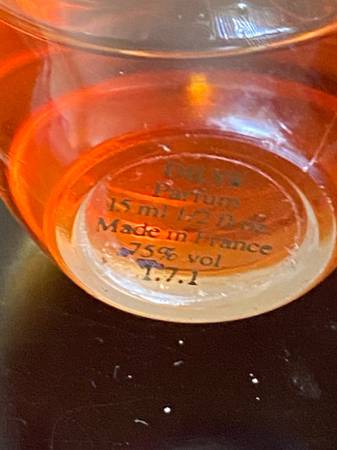 Parfum
15 ml 1/2 fl.oz.
Made in France
75% vol
1.7.1